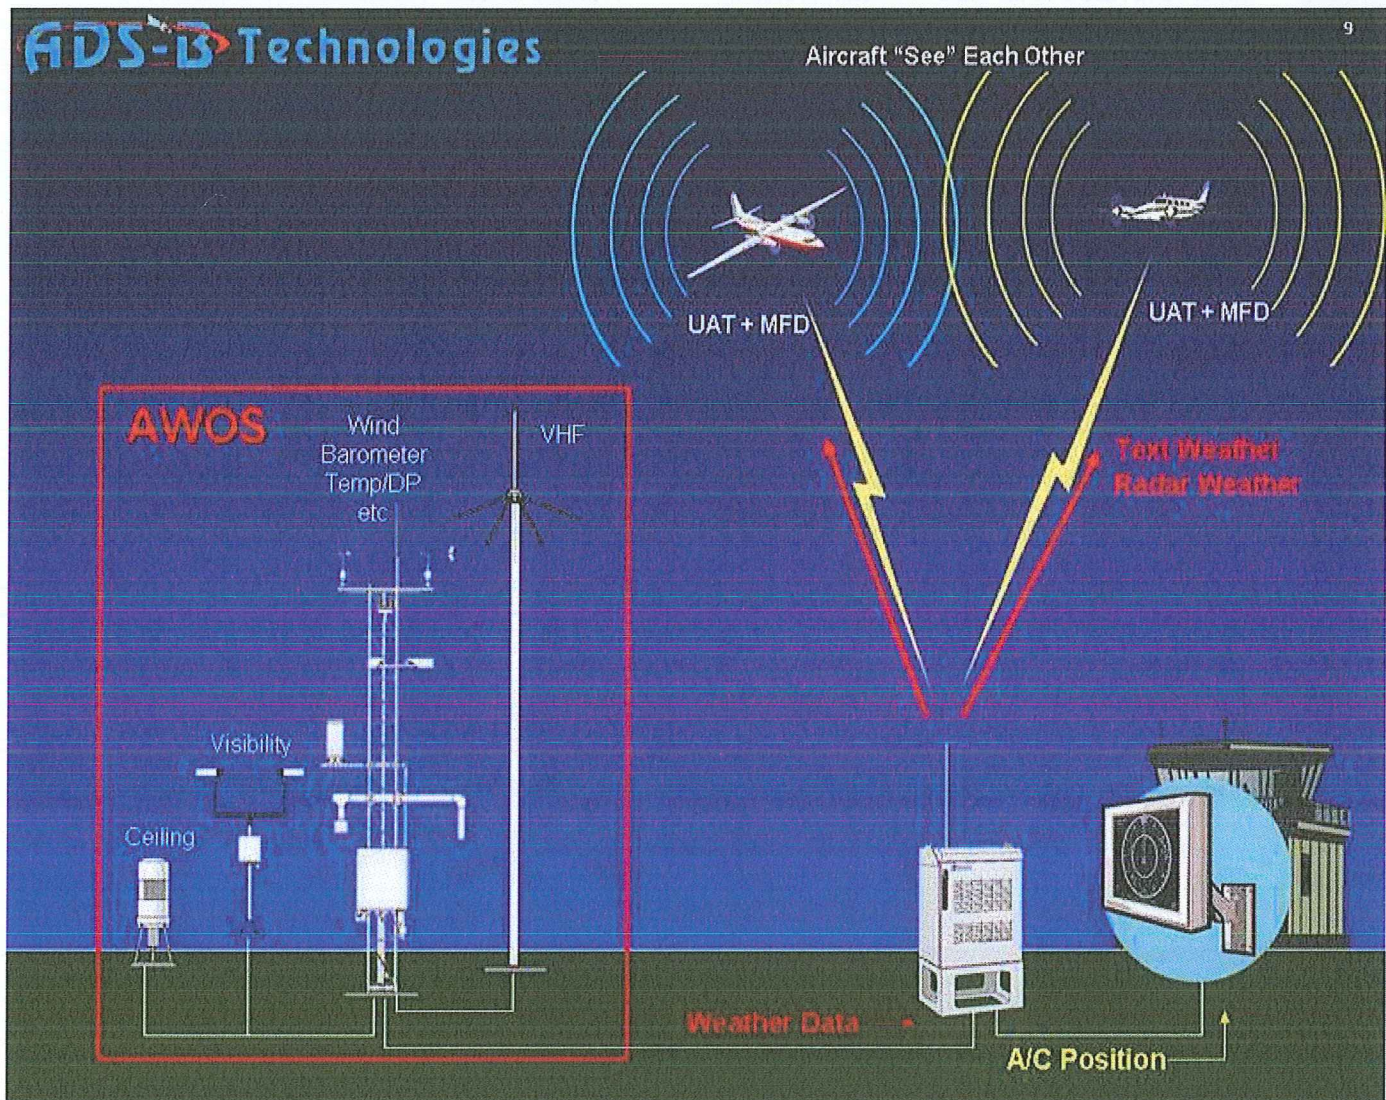 ADS-B Technologies
9
Aircraft "See" Each Other
UAT + MFD
UAT + MFD
AWOS
Wind
Barometer
Temp/DP
etc
VHF
Text Weather
Radar Weather
Visibility
Ceiling
Weather Data
A/C Position